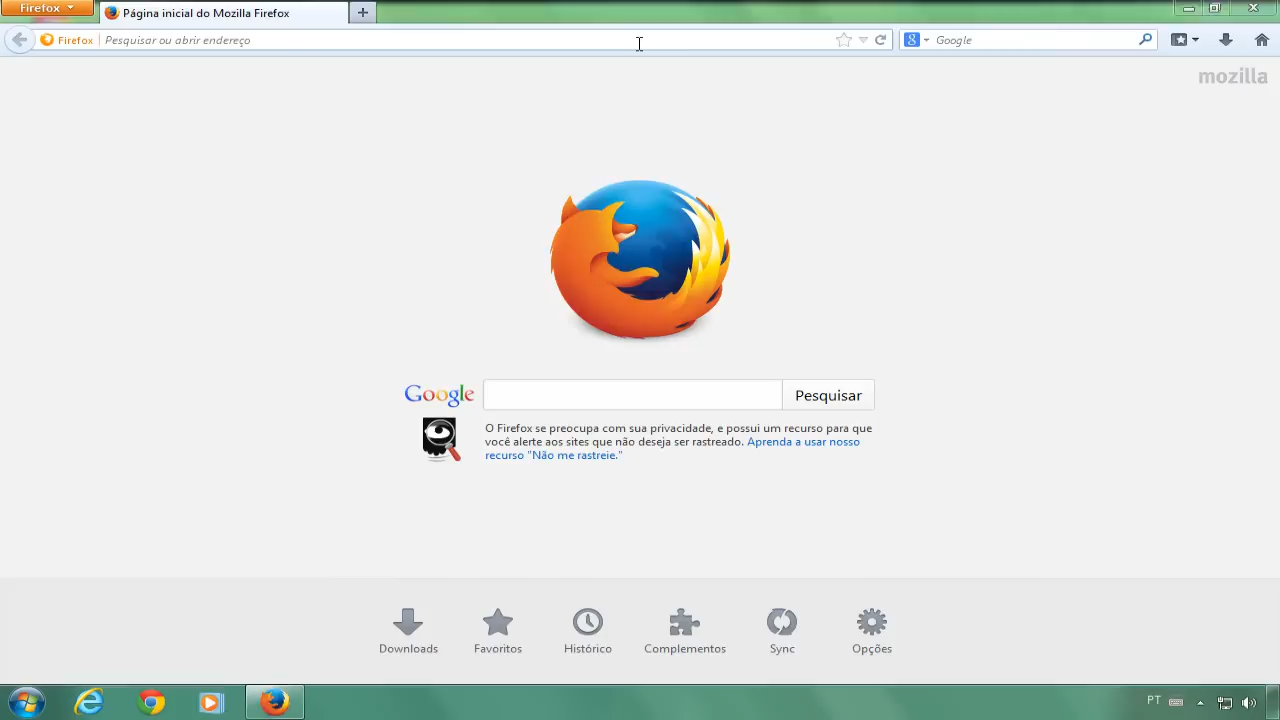 Firefox
Página inicial do Mozilla Firefox
Firefox
Pesquisar ou abrir endereço
Google
mozilla
Google
Pesquisar
O Firefox se preocupa com sua privacidade, e possui um recurso para que
você alerte aos sites que não deseja ser rastreado. Aprenda a usar nosso
recurso "Não me rastreie."
Downloads
Favoritos
Histórico
Complementos
Sync
Opções
PT